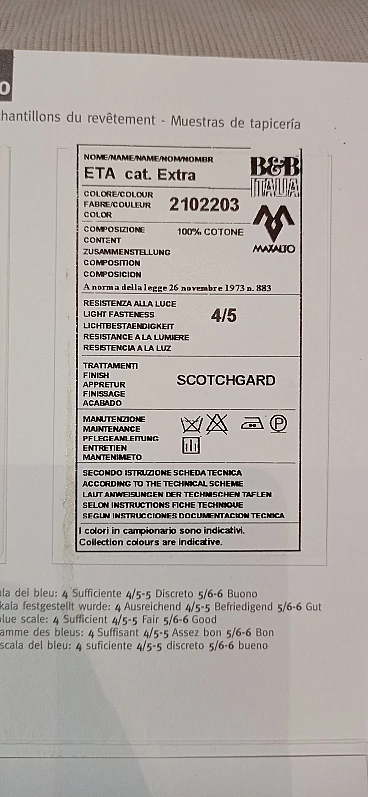 hantillons du revêtement - Muestras de tapicería
NOME/NAME/NAME/NOM/NOMBR
ETA cat. Extra
B&B
ITALIA
COLORE/COLOUR
FARBE/COULEUR
COLOR
2102203
MAXALTO
COMPOSIZIONE
CONTENT
ZUSAMMENSTELLUNG
COMPOSITION
COMPOSICION
100% COTONE
A norma della legge 26 novembre 1973 n. 883
RESISTENZA ALLA LUCE
LIGHT FASTENESS
LICHTBESTAENDIGKEIT
RESISTANCE A LA LUMIERE
RESISTENCIA A LA LUZ
4/5
TRATTAMENTI
FINISH
APPRETUR
FINISSAGE
ACABADO
SCOTCHGARD
MANUTENZIONE
MAINTENANCE
PFLEGEANLEITUNG
ENTRETIEN
MANTENIMETO
P
SECONDO ISTRUZIONE SCHEDA TECNICA
ACCORDING TO THE TECHNICAL SCHEME
LAUT ANWEISUNGEN DER TECHNISCHEN TAFLEN
SELON INSTRUCTIONS FICHE TECHNIQUE
SEGUN INSTRUCCIONES DOCUMENTACION TECNICA
I colori in campionario sono indicativi.
Collection colours are indicative.
la del bleu: 4 Sufficiente 4/5-5 Discreto 5/6-6 Buono
kala festgestellt wurde: 4 Ausreichend 4/5-5 Befriedigend 5/6-6 Gut
lue scale: 4 Sufficient 4/5-5 Fair 5/6-6 Good
amme des bleus: 4 Suffisant 4/5-5 Assez bon 5/6-6 Bon
scala del bleu: 4 suficiente 4/5-5 discreto 5/6-6 bueno